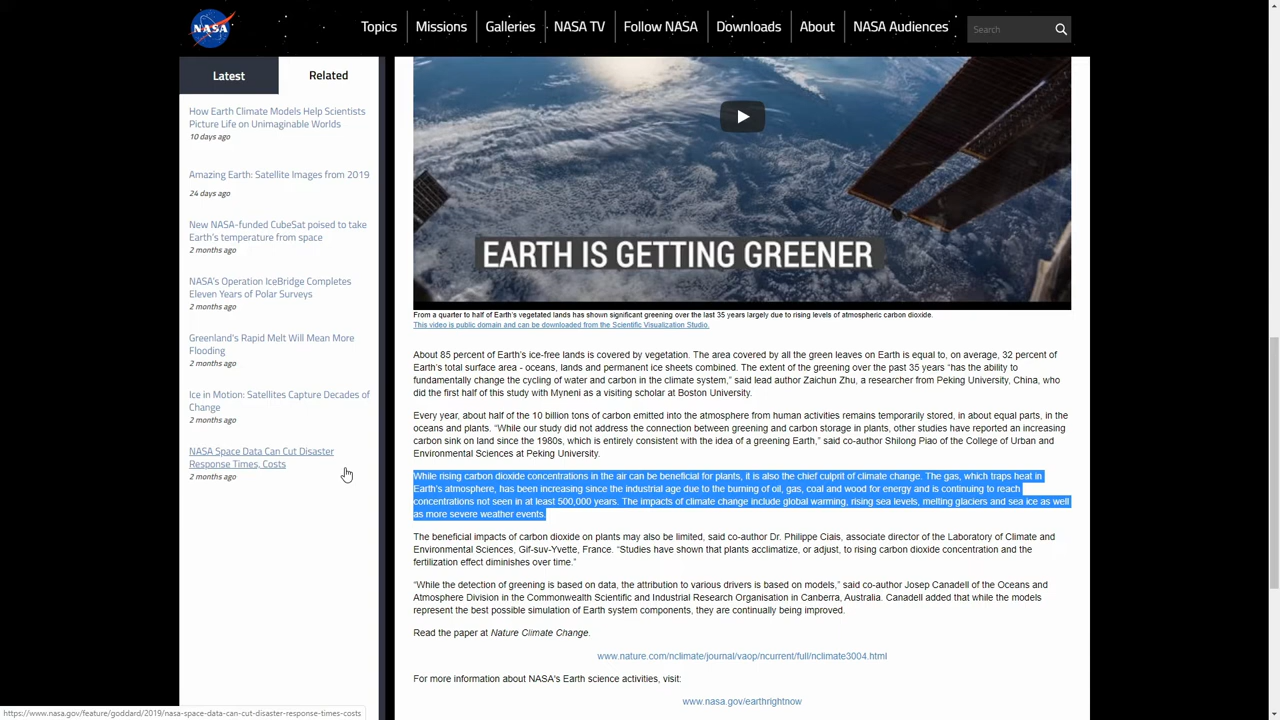 NASA
Topics
Missions
Galleries
NASA TV
Follow NASA
Downloads
About
NASA Audiences
Search
Latest
Related
How Earth Climate Models Help Scientists
Picture Life on Unimaginable Worlds
10 days ago
Amazing Earth: Satellite Images from 2019
24 days ago
New NASA-funded CubeSat poised to take
Earth's temperature from space
2 months ago
NASA's Operation IceBridge Completes
Eleven Years of Polar Surveys
2 months ago
Greenland's Rapid Melt Will Mean More
Flooding
2 months ago
Ice in Motion: Satellites Capture Decades of
Change
2 months ago
NASA Space Data Can Cut Disaster
Response Times, Costs
2 months ago
EARTH IS GETTING GREENER
From a quarter to half of Earth's vegetated lands has shown significant greening over the last 35 years largely due to rising levels of atmospheric carbon dioxide.
This video is public domain and can be downloaded from the Scientific Visualization Studio.
About 85 percent of Earth's ice-free lands is covered by vegetation. The area covered by all the green leaves on Earth is equal to, on average, 32 percent of
Earth's total surface area - oceans, lands and permanent ice sheets combined. The extent of the greening over the past 35 years “has the ability to
fundamentally change the cycling of water and carbon in the climate system,” said lead author Zaichun Zhu, a researcher from Peking University, China, who
did the first half of this study with Myneni as a visiting scholar at Boston University.
Every year, about half of the 10 billion tons of carbon emitted into the atmosphere from human activities remains temporarily stored, in about equal parts, in the
oceans and plants. “While our study did not address the connection between greening and carbon storage in plants, other studies have reported an increasing
carbon sink on land since the 1980s, which is entirely consistent with the idea of a greening Earth,” said co-author Shilong Piao of the College of Urban and
Environmental Sciences at Peking University.
While rising carbon dioxide concentrations in the air can be beneficial for plants, it is also the chief culprit of climate change. The gas, which traps heat in
Earth's atmosphere, has been increasing since the industrial age due to the burning of oil, gas, coal and wood for energy and is continuing to reach
concentrations not seen in at least 500,000 years. The impacts of climate change include global warming, rising sea levels, melting glaciers and sea ice as well
as more severe weather events.
The beneficial impacts of carbon dioxide on plants may also be limited, said co-author Dr. Philippe Ciais, associate director of the Laboratory of Climate and
Environmental Sciences, Gif-suv-Yvette, France. “Studies have shown that plants acclimatize, or adjust, to rising carbon dioxide concentration and the
fertilization effect diminishes over time.”
“While the detection of greening is based on data, the attribution to various drivers is based on models,” said co-author Josep Canadell of the Oceans and
Atmosphere Division in the Commonwealth Scientific and Industrial Research Organisation in Canberra, Australia. Canadell added that while the models
represent the best possible simulation of Earth system components, they are continually being improved.
Read the paper at Nature Climate Change.
www.nature.com/nclimate/journal/vaop/ncurrent/full/nclimate3004.html
For more information about NASA's Earth science activities, visit:
www.nasa.gov/earthrightnow
https://www.nasa.gov/feature/goddard/2019/nasa-space-data-can-cut-disaster-response-times-costs